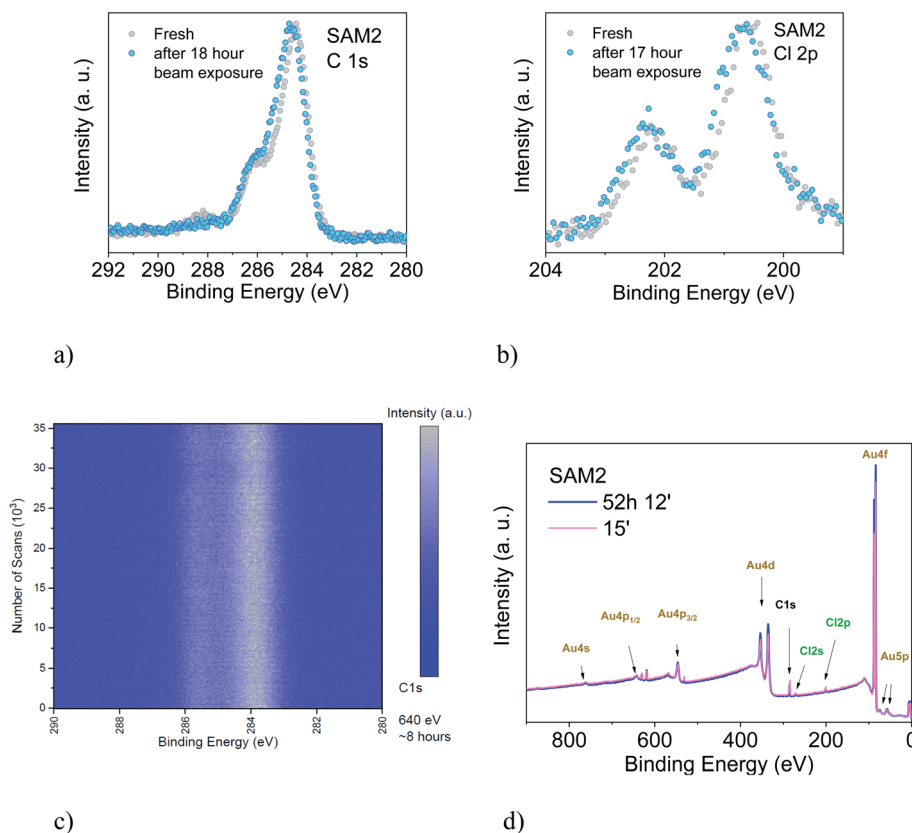 Fresh
after 18 hour
beam exposure
SAM2
C 1s
Intensity (a. u.)
292 290 288 286 284 282 280
Binding Energy (eV)
a)
Fresh
after 17 hour
beam exposure
SAM2
Cl 2p
Intensity (a. u.)
204 202 200
Binding Energy (eV)
b)
Intensity (a.u.)
35
30
25
20
15
10
5
0
Number of Scans (10³)
290 288 286 284 282 280
Binding Energy (eV)
C1s
640 eV
~8 hours
c)
SAM2
52h 12'
15'
Au4f
Au4d
C1s
Cl2p
Au4p1/2
Au4p3/2
Cl2s
Au4s
Au5p
Intensity (a. u.)
800 600 400 200 0
Binding Energy (eV)
d)